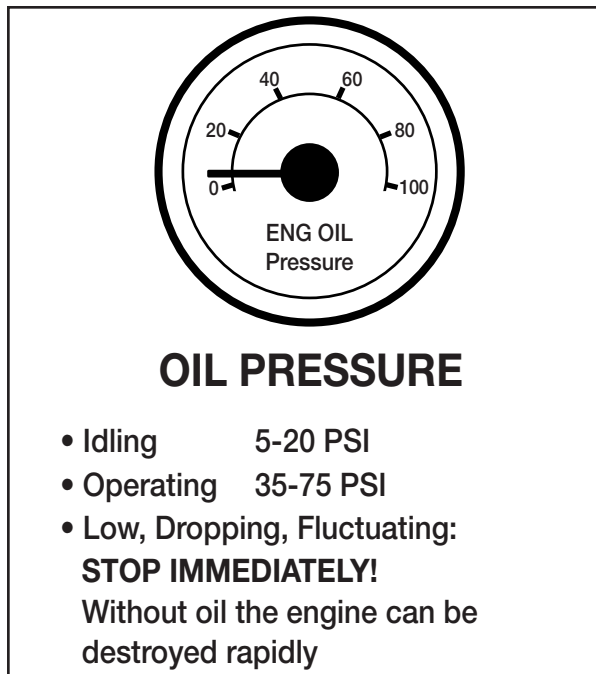 40 60
20 80
0 100
ENG OIL
Pressure
OIL PRESSURE
• Idling 5-20 PSI
• Operating 35-75 PSI
• Low, Dropping, Fluctuating:
STOP IMMEDIATELY!
Without oil the engine can be
destroyed rapidly